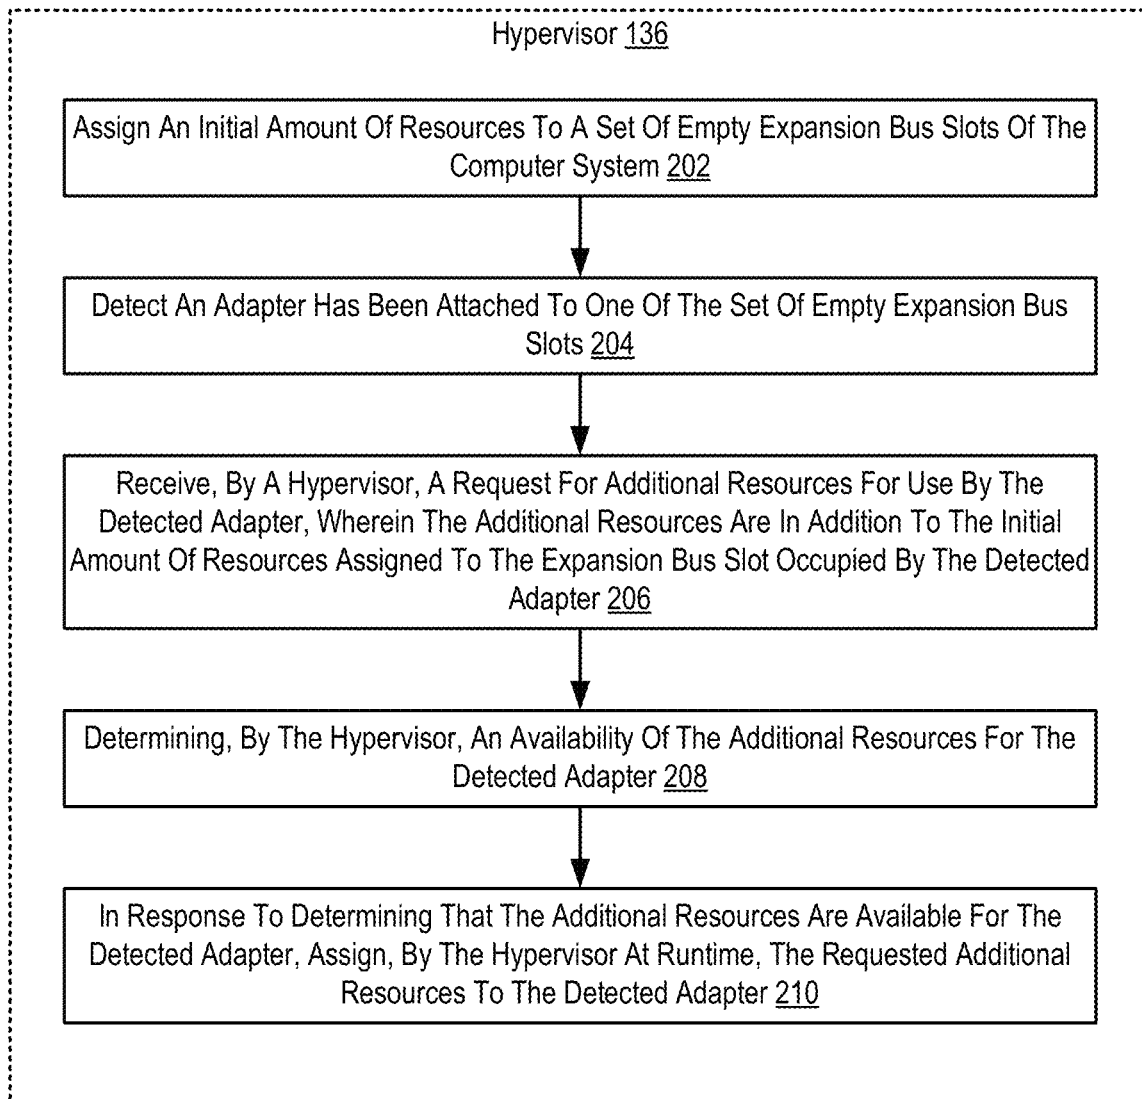 Hypervisor 136
Assign An Initial Amount Of Resources To A Set Of Empty Expansion Bus Slots Of The
Computer System 202
Detect An Adapter Has Been Attached To One Of The Set Of Empty Expansion Bus
Slots 204
Receive, By A Hypervisor, A Request For Additional Resources For Use By The
Detected Adapter, Wherein The Additional Resources Are In Addition To The Initial
Amount Of Resources Assigned To The Expansion Bus Slot Occupied By The Detected
Adapter 206
Determining, By The Hypervisor, An Availability Of The Additional Resources For The
Detected Adapter 208
In Response To Determining That The Additional Resources Are Available For The
Detected Adapter, Assign, By The Hypervisor At Runtime, The Requested Additional
Resources To The Detected Adapter 210